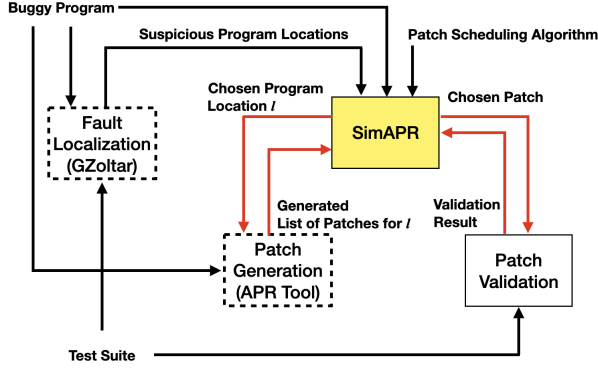 Buggy Program
Suspicious Program Locations
Patch Scheduling Algorithm
Chosen Program
Location l
Chosen Patch
Fault
Localization
(GZoltar)
SimAPR
Generated
List of Patches for l
Validation
Result
Patch
Generation
(APR Tool)
Patch
Validation
Test Suite